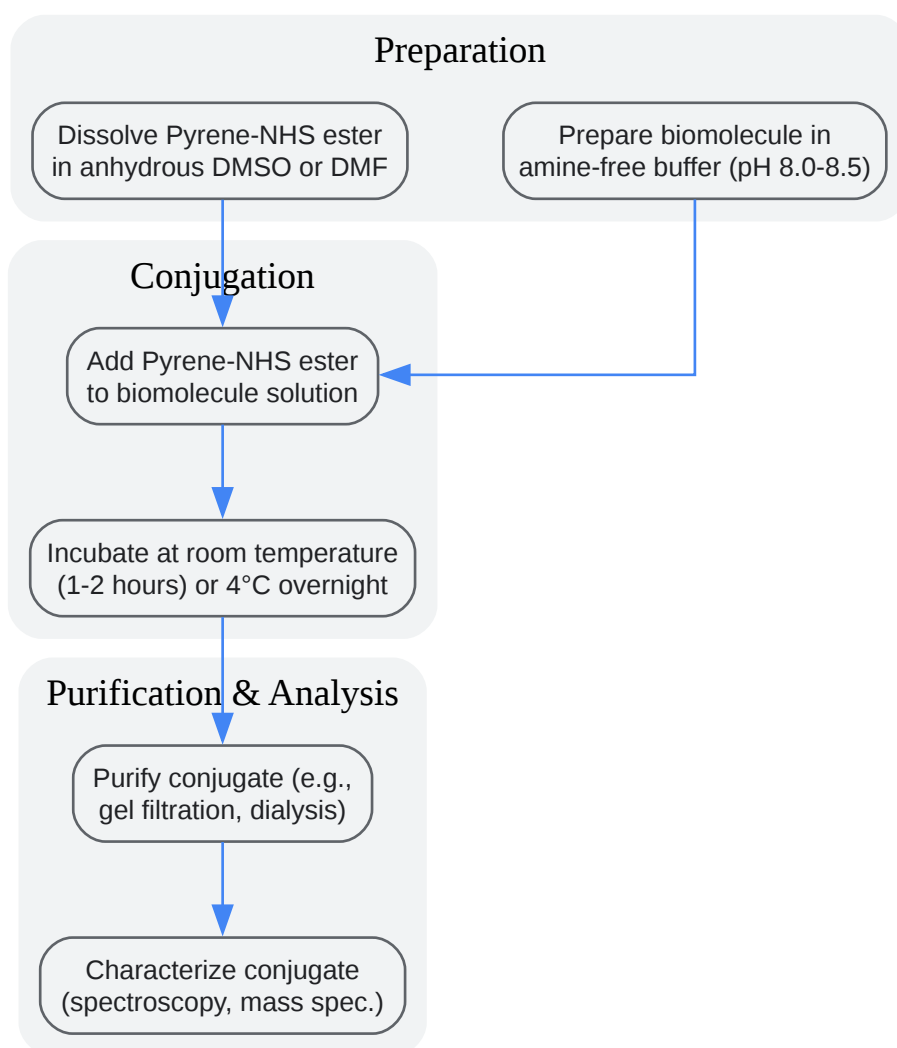 Preparation
Dissolve Pyrene-NHS ester
in anhydrous DMSO or DMF
Prepare biomolecule in
amine-free buffer (pH 8.0-8.5)
Conjugation
Add Pyrene-NHS ester
to biomolecule solution
Incubate at room temperature
(1-2 hours) or 4°C overnight
Purification & Analysis
Purify conjugate (e.g.,
gel filtration, dialysis)
Characterize conjugate
(spectroscopy, mass spec.)